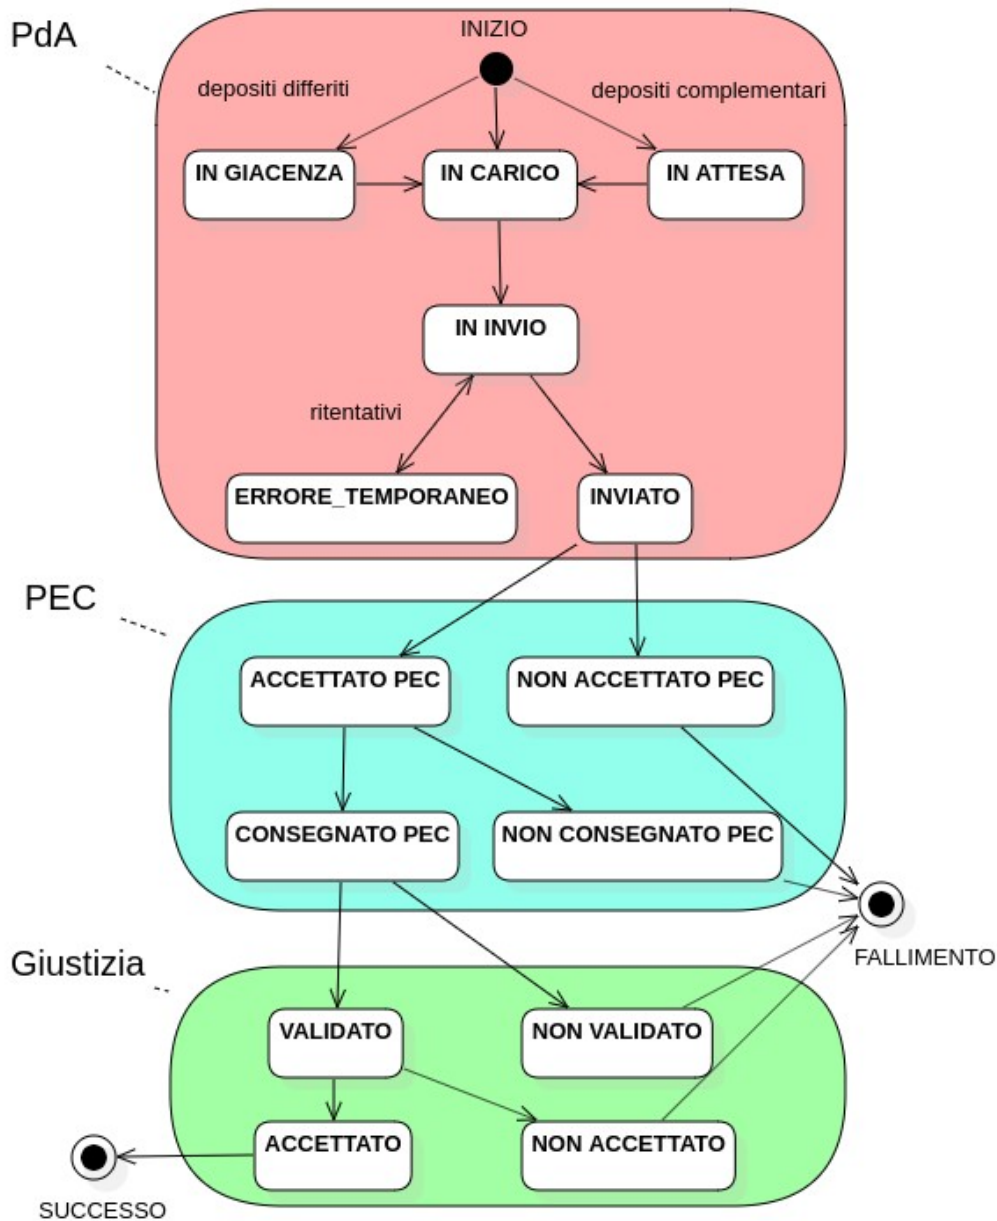 PdA
INIZIO
depositi differiti
depositi complementari
IN GIACENZA
IN CARICO
IN ATTESA
IN INVIO
ritentativi
ERRORE_TEMPORANEO
INVIATO
PEC
ACCETTATO PEC
NON ACCETTATO PEC
CONSEGNATO PEC
NON CONSEGNATO PEC
FALLIMENTO
Giustizia
VALIDATO
NON VALIDATO
ACCETTATO
NON ACCETTATO
SUCCESSO